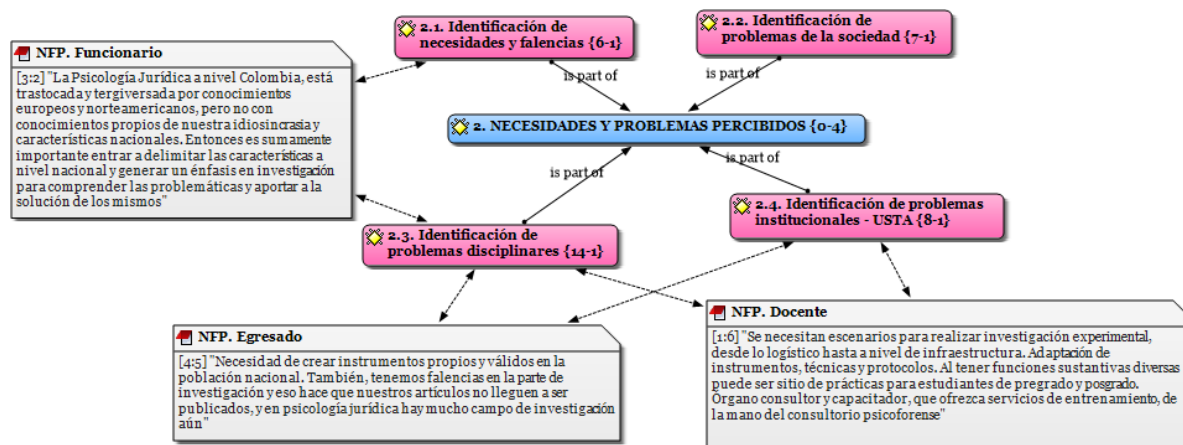 2.1. Identificación de
necesidades y falencias {6-1}
2.2. Identificación de
problemas de la sociedad {7-1}
NFP. Funcionario
[3:2] "La Psicología Jurídica a nivel Colombia, está
trastocada y tergiversada por conocimientos
europeos y norteamericanos, pero no con
conocimientos propios de nuestra idiosincrasia y
características nacionales. Entonces es sumamente
importante entrar a delimitar las características a
nivel nacional y generar un énfasis en investigación
para comprender las problemáticas y aportar a la
solución de los mismos"
is part of
is part of
2. NECESIDADES Y PROBLEMAS PERCIBIDOS {0-4}
is part of
is part of
2.3. Identificación de
problemas disciplinares {14-1}
2.4. Identificación de problemas
institucionales - USTA {8-1}
NFP. Egresado
[4:5] "Necesidad de crear instrumentos propios y válidos en la
población nacional. También, tenemos falencias en la parte de
investigación y eso hace que nuestros artículos no lleguen a ser
publicados, y en psicología jurídica hay mucho campo de investigación
aún"
NFP. Docente
[1:6] "Se necesitan escenarios para realizar investigación experimental,
desde lo logístico hasta a nivel de infraestructura. Adaptación de
instrumentos, técnicas y protocolos. Al tener funciones sustantivas diversas
puede ser sitio de prácticas para estudiantes de pregrado y posgrado.
Órgano consultor y capacitador, que ofrezca servicios de entrenamiento, de
la mano del consultorio psicoforense"